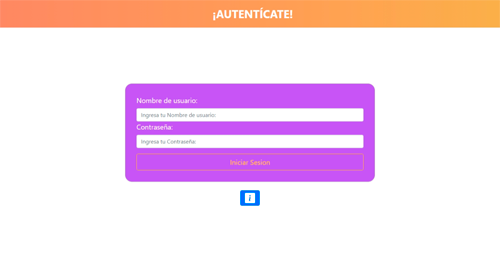 ¡AUTENTÍCATE!
Nombre de usuario:
Ingresa tu Nombre de usuario:
Contraseña:
Ingresa tu Contraseña:
Iniciar Sesion
i